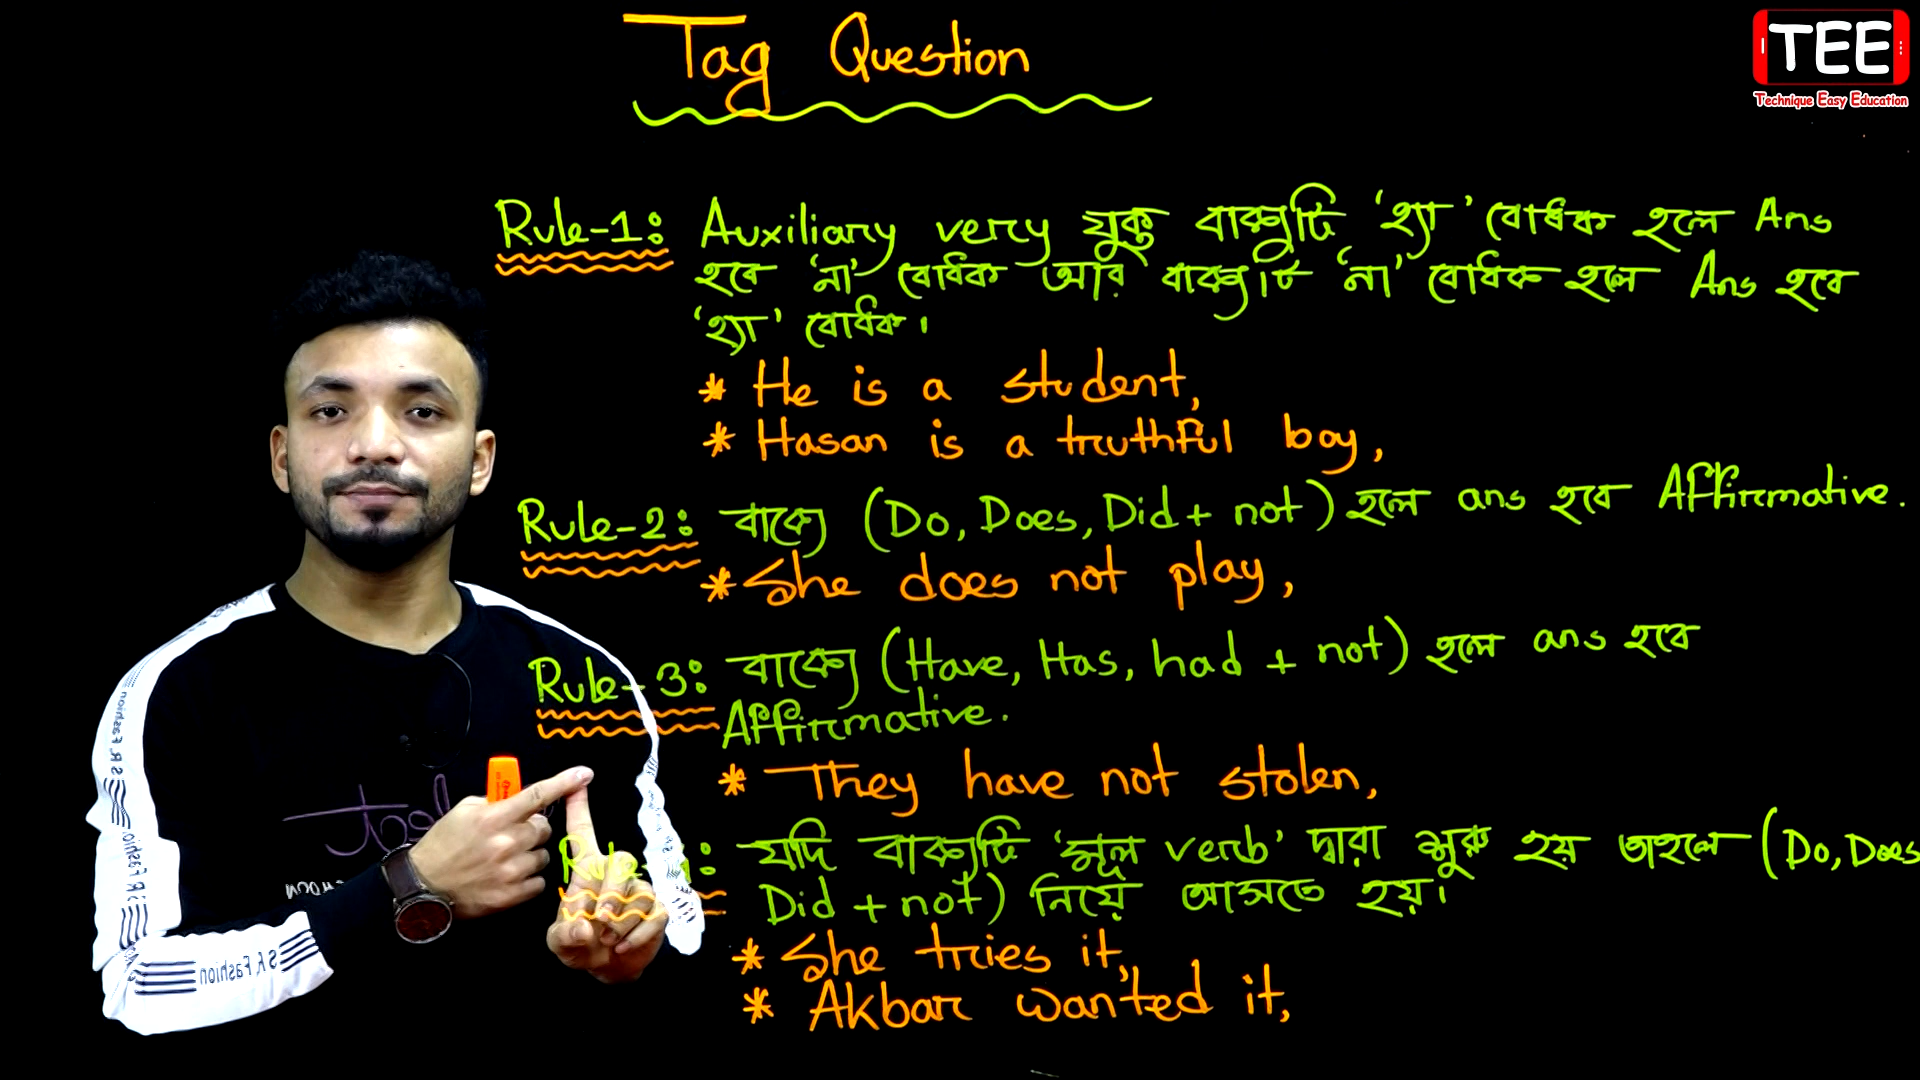 Tag Question
TEE
Technique Easy Education
Rule-1: Auxiliary very যুক্ত বাক্যটি 'হ্যা' বোধক হলে Ans
হবে 'না' বোধক আর বাক্যটি 'না' বোধক হলে Ans হবে
'হ্যা' বোধক।
* He is a student,
* Hasan is a truthful boy,
Rule-2: বাক্যে (Do, Does, Did + not) হলে ans হবে Affirmative.
* She does not play,
Rule-3: বাক্যে (Have, Has, had + not) হলে ans হবে
Affirmative.
* They have not stolen,
যদি বাক্যটি 'মূল verb' দ্বারা শুরু হয় তাহলে (Do, Does
Did + not) নিয়ে আসতে হয়।
* She tries it,
* Akbar wanted it,
S.R Fashion